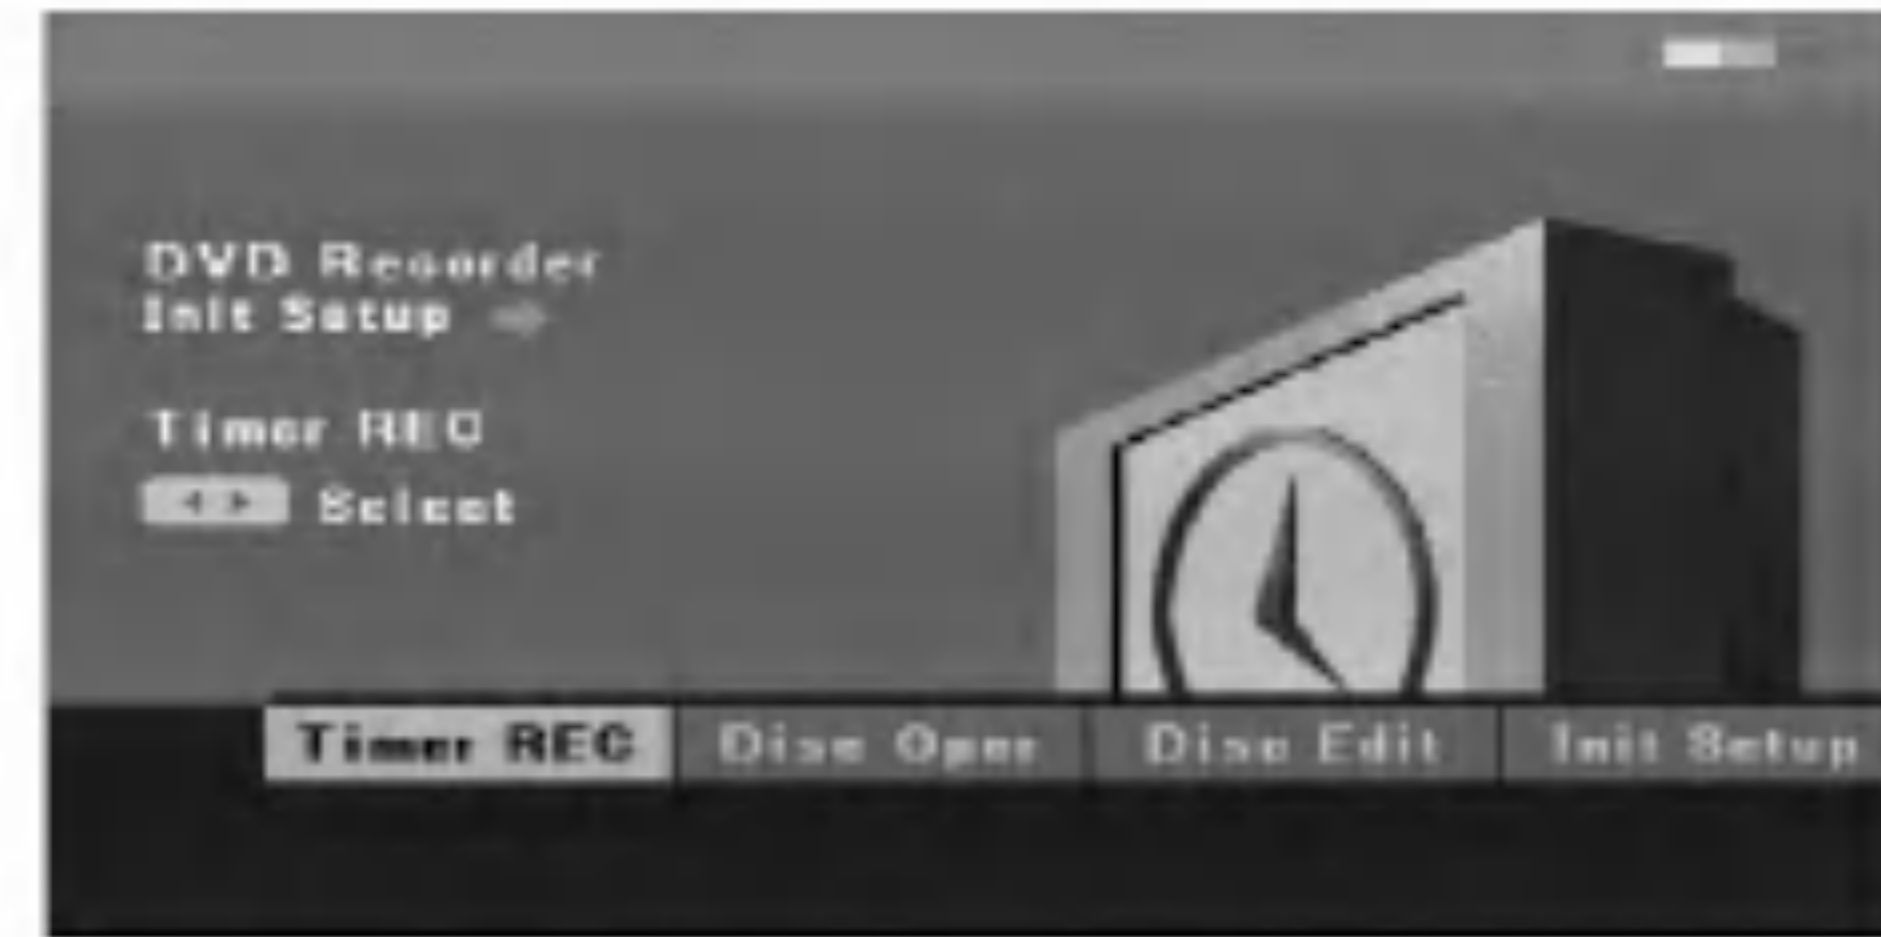 DVD Recorder
Init Setup
Timer REC
Select
Timer REC
Disc Oper
Disc Edit
Init Setup